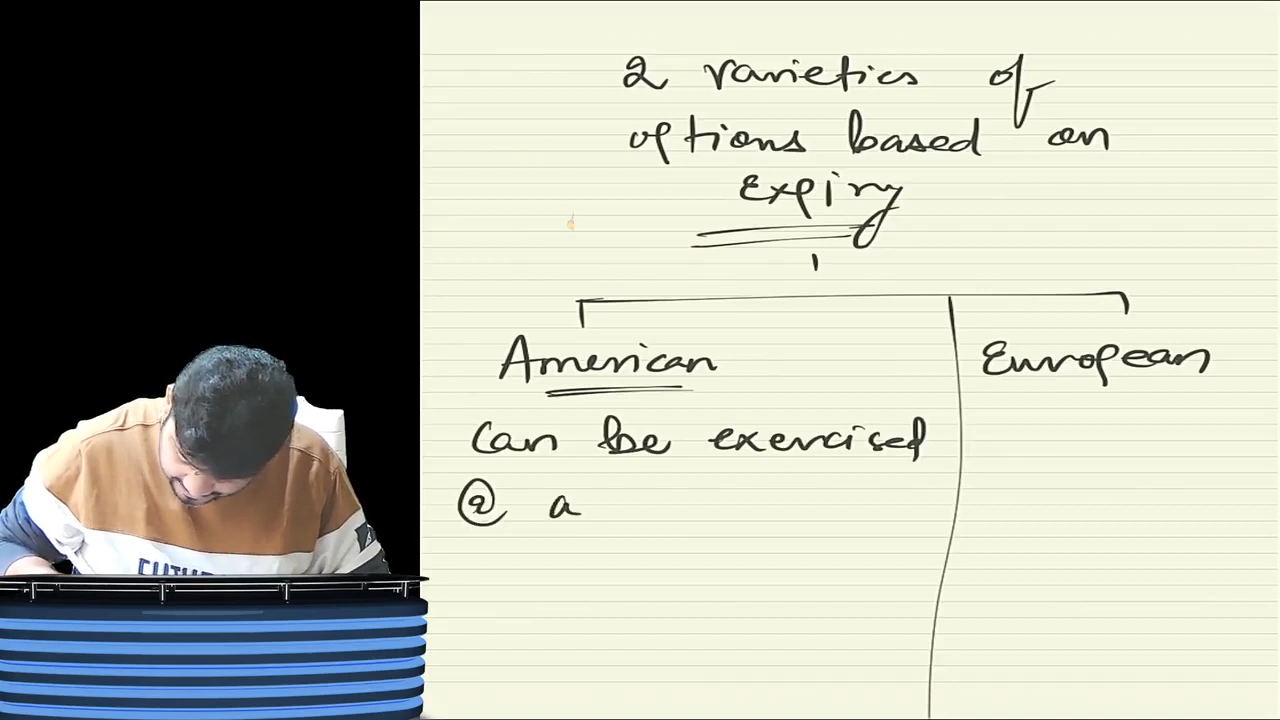 2 varieties of
options based on
Expiry
American
European
can be exercised
@ a